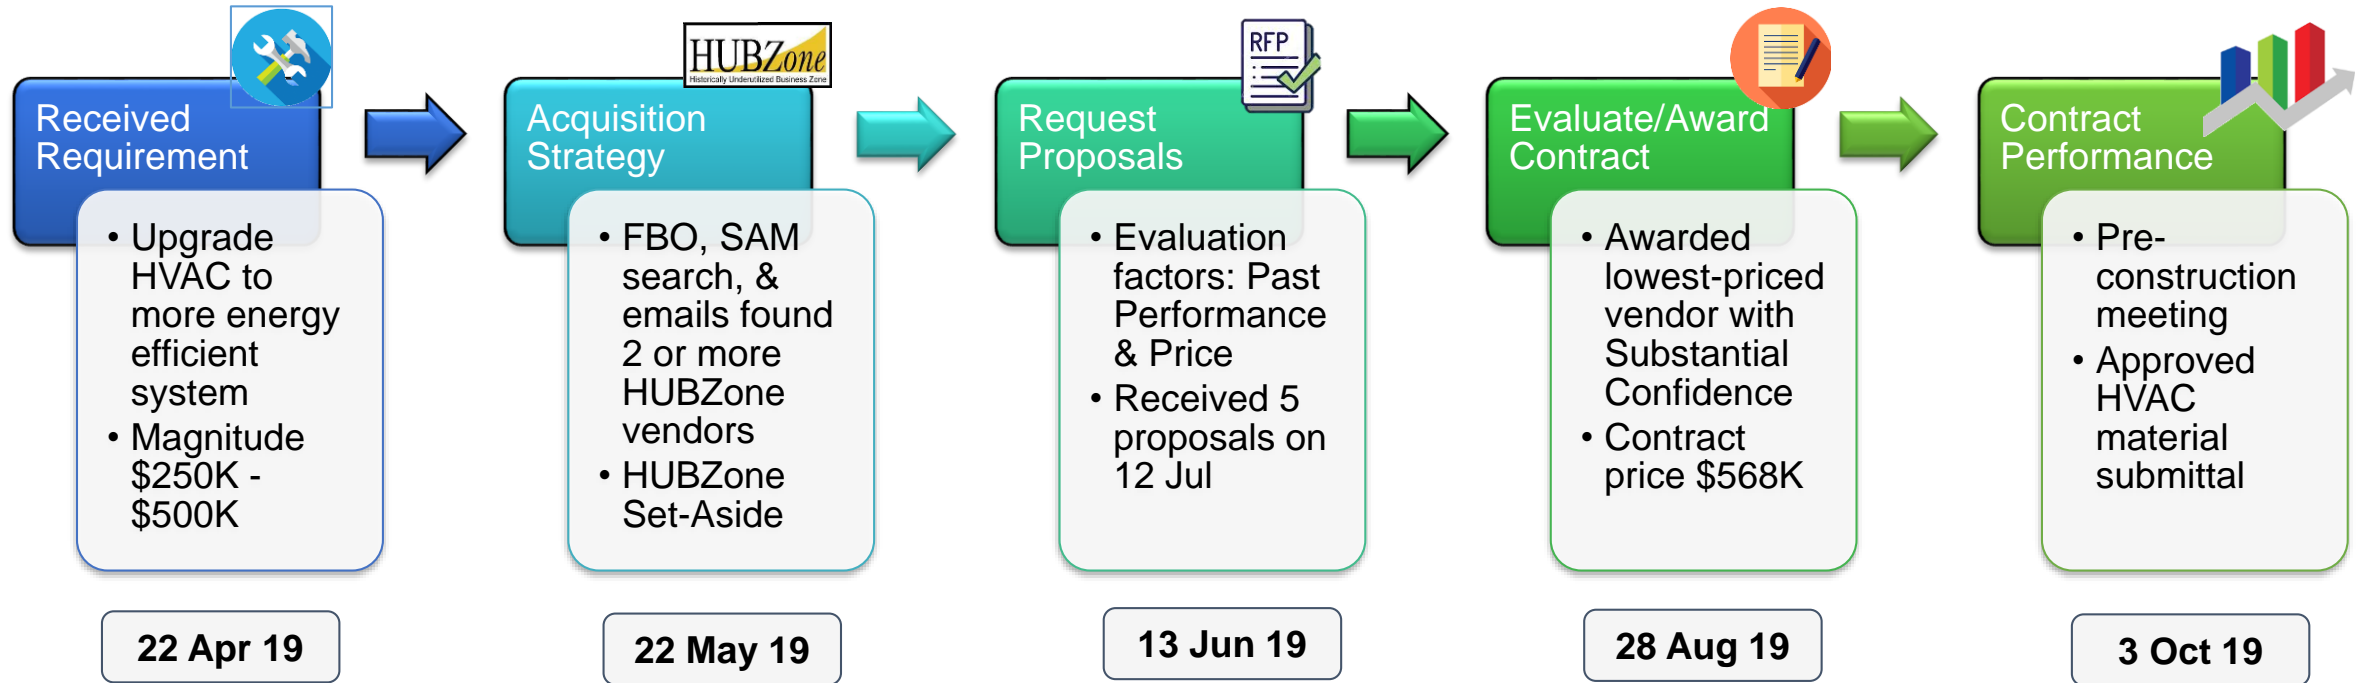 Received
Requirement
• Upgrade
HVAC to
more energy
efficient
system
• Magnitude
$250K -
$500K
22 Apr 19
HUBZone
Historically Underutilized Business Zone
Acquisition
Strategy
• FBO, SAM
search, &
emails found
2 or more
HUBZone
vendors
• HUBZone
Set-Aside
22 May 19
RFP
Request
Proposals
• Evaluation
factors: Past
Performance
& Price
• Received 5
proposals on
12 Jul
13 Jun 19
Evaluate/Award
Contract
• Awarded
lowest-priced
vendor with
Substantial
Confidence
• Contract
price $568K
28 Aug 19
Contract
Performance
• Pre-
construction
meeting
• Approved
HVAC
material
submittal
3 Oct 19